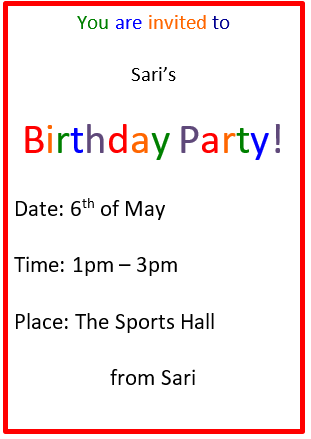 You are invited to
Sari’s
Birthday Party!
Date: 6th of May
Time: 1pm – 3pm
Place: The Sports Hall
from Sari